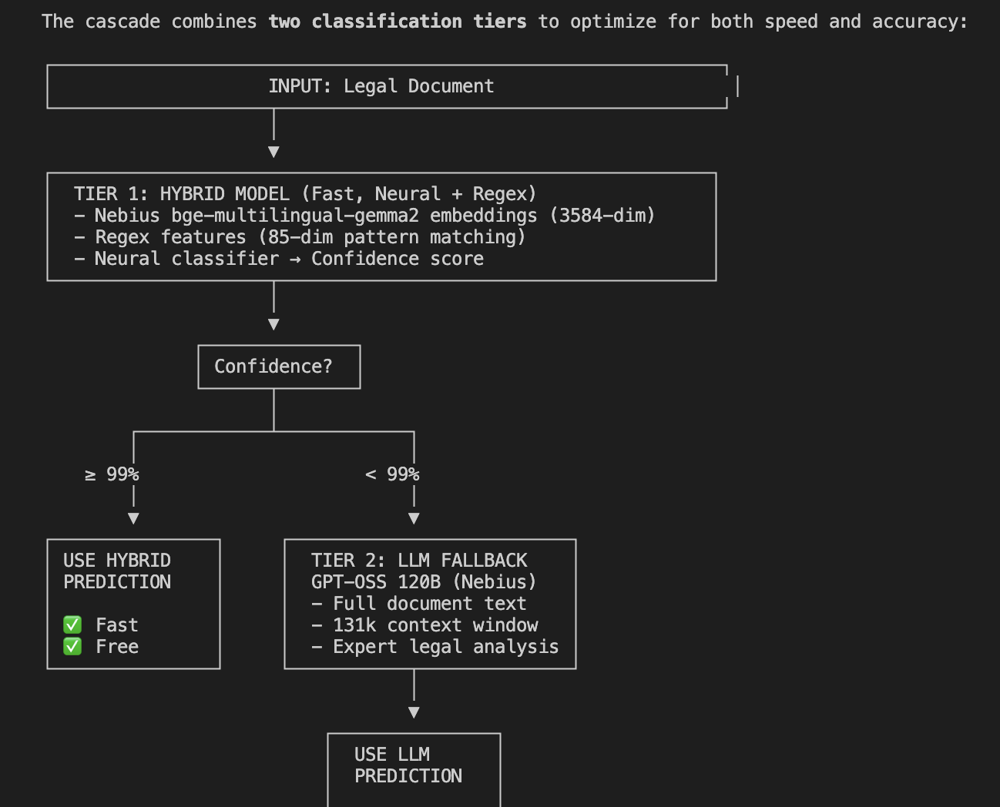 The cascade combines two classification tiers to optimize for both speed and accuracy:
INPUT: Legal Document
TIER 1: HYBRID MODEL (Fast, Neural + Regex)
- Nebius bge-multilingual-gemma2 embeddings (3584-dim)
- Regex features (85-dim pattern matching)
- Neural classifier → Confidence score
Confidence?
≥ 99%
< 99%
USE HYBRID
PREDICTION
✅ Fast
✅ Free
TIER 2: LLM FALLBACK
GPT-OSS 120B (Nebius)
- Full document text
- 131k context window
- Expert legal analysis
USE LLM
PREDICTION